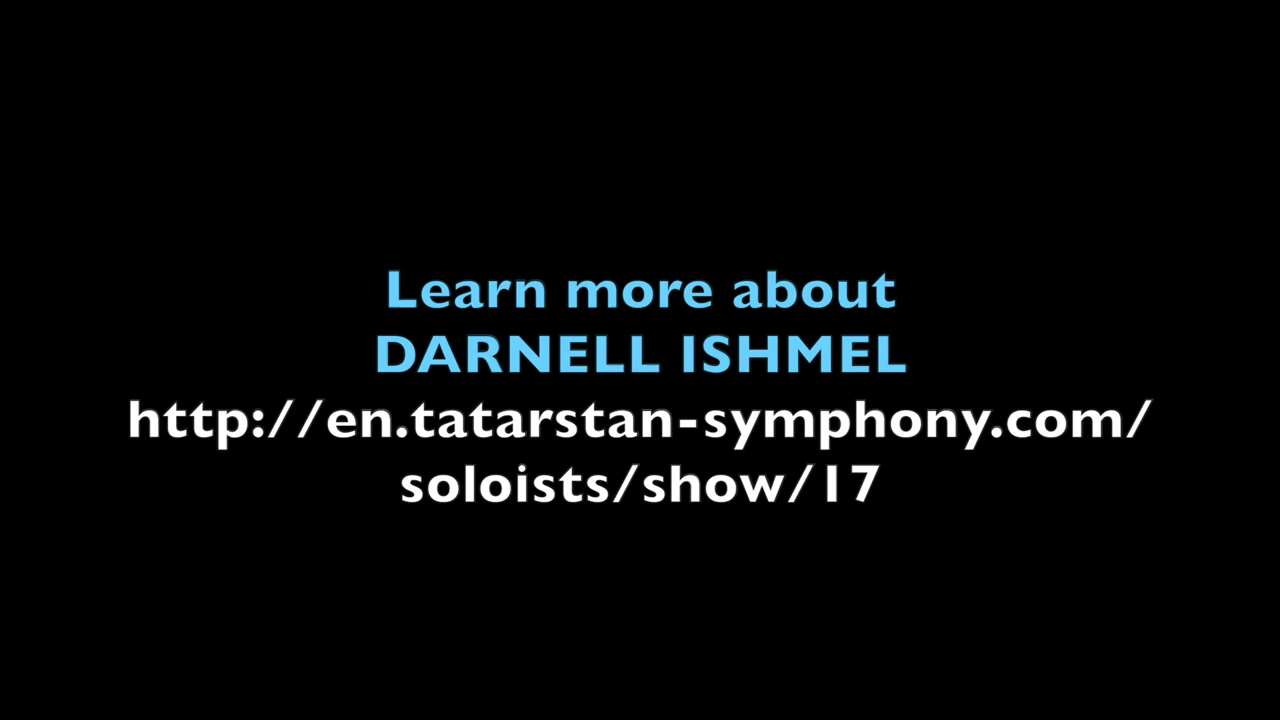 Learn more about
DARNELL ISHMEL
http://en.tatarstan-symphony.com/
soloists/show/17